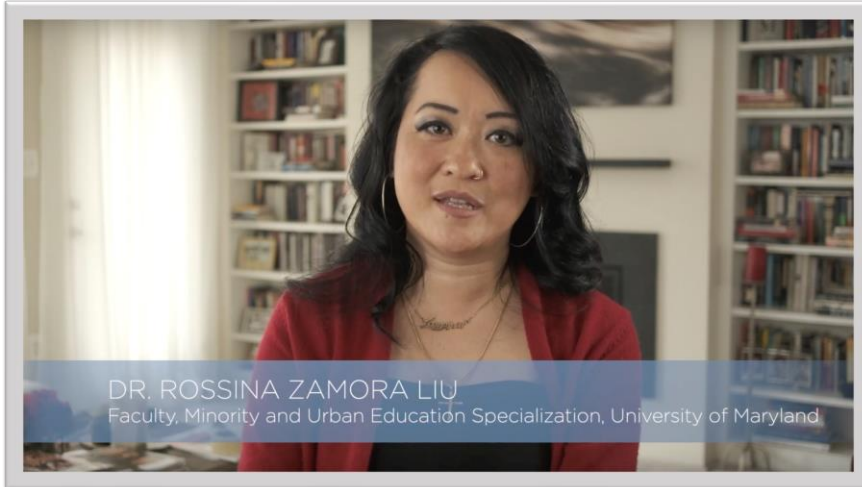 DR. ROSSINA ZAMORA LIU
Faculty, Minority and Urban Education Specialization, University of Maryland